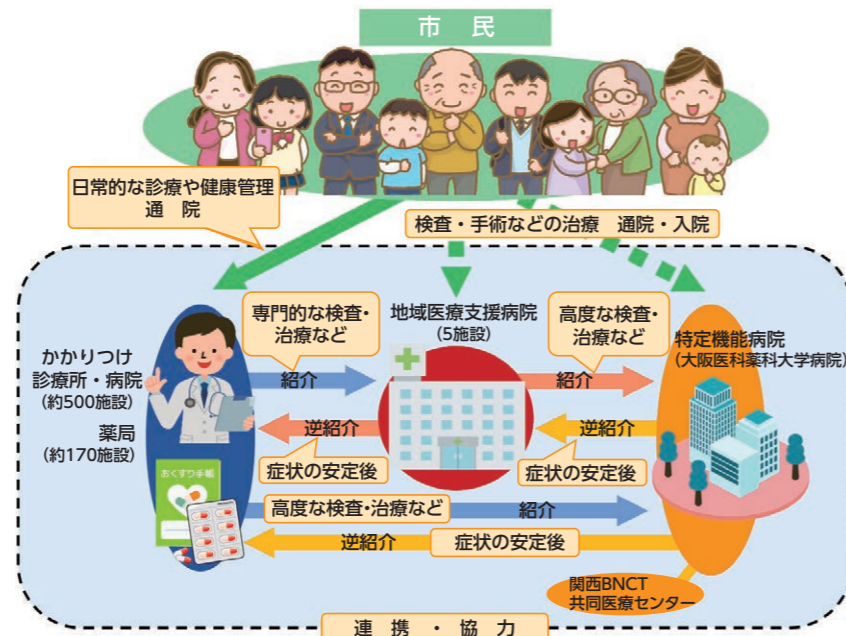 市 民
日常的な診療や健康管理
通 院
検査・手術などの治療 通院・入院
かかりつけ
診療所・病院
(約500施設)
薬局
(約170施設)
おくすり手帳
専門的な検査・
治療など
紹介
逆紹介
症状の安定後
地域医療支援病院
(5施設)
高度な検査・
治療など
紹介
逆紹介
症状の安定後
特定機能病院
(大阪医科薬科大学病院)
高度な検査・治療など 紹介
逆紹介 症状の安定後
関西BNCT
共同医療センター
連 携 ・ 協 力